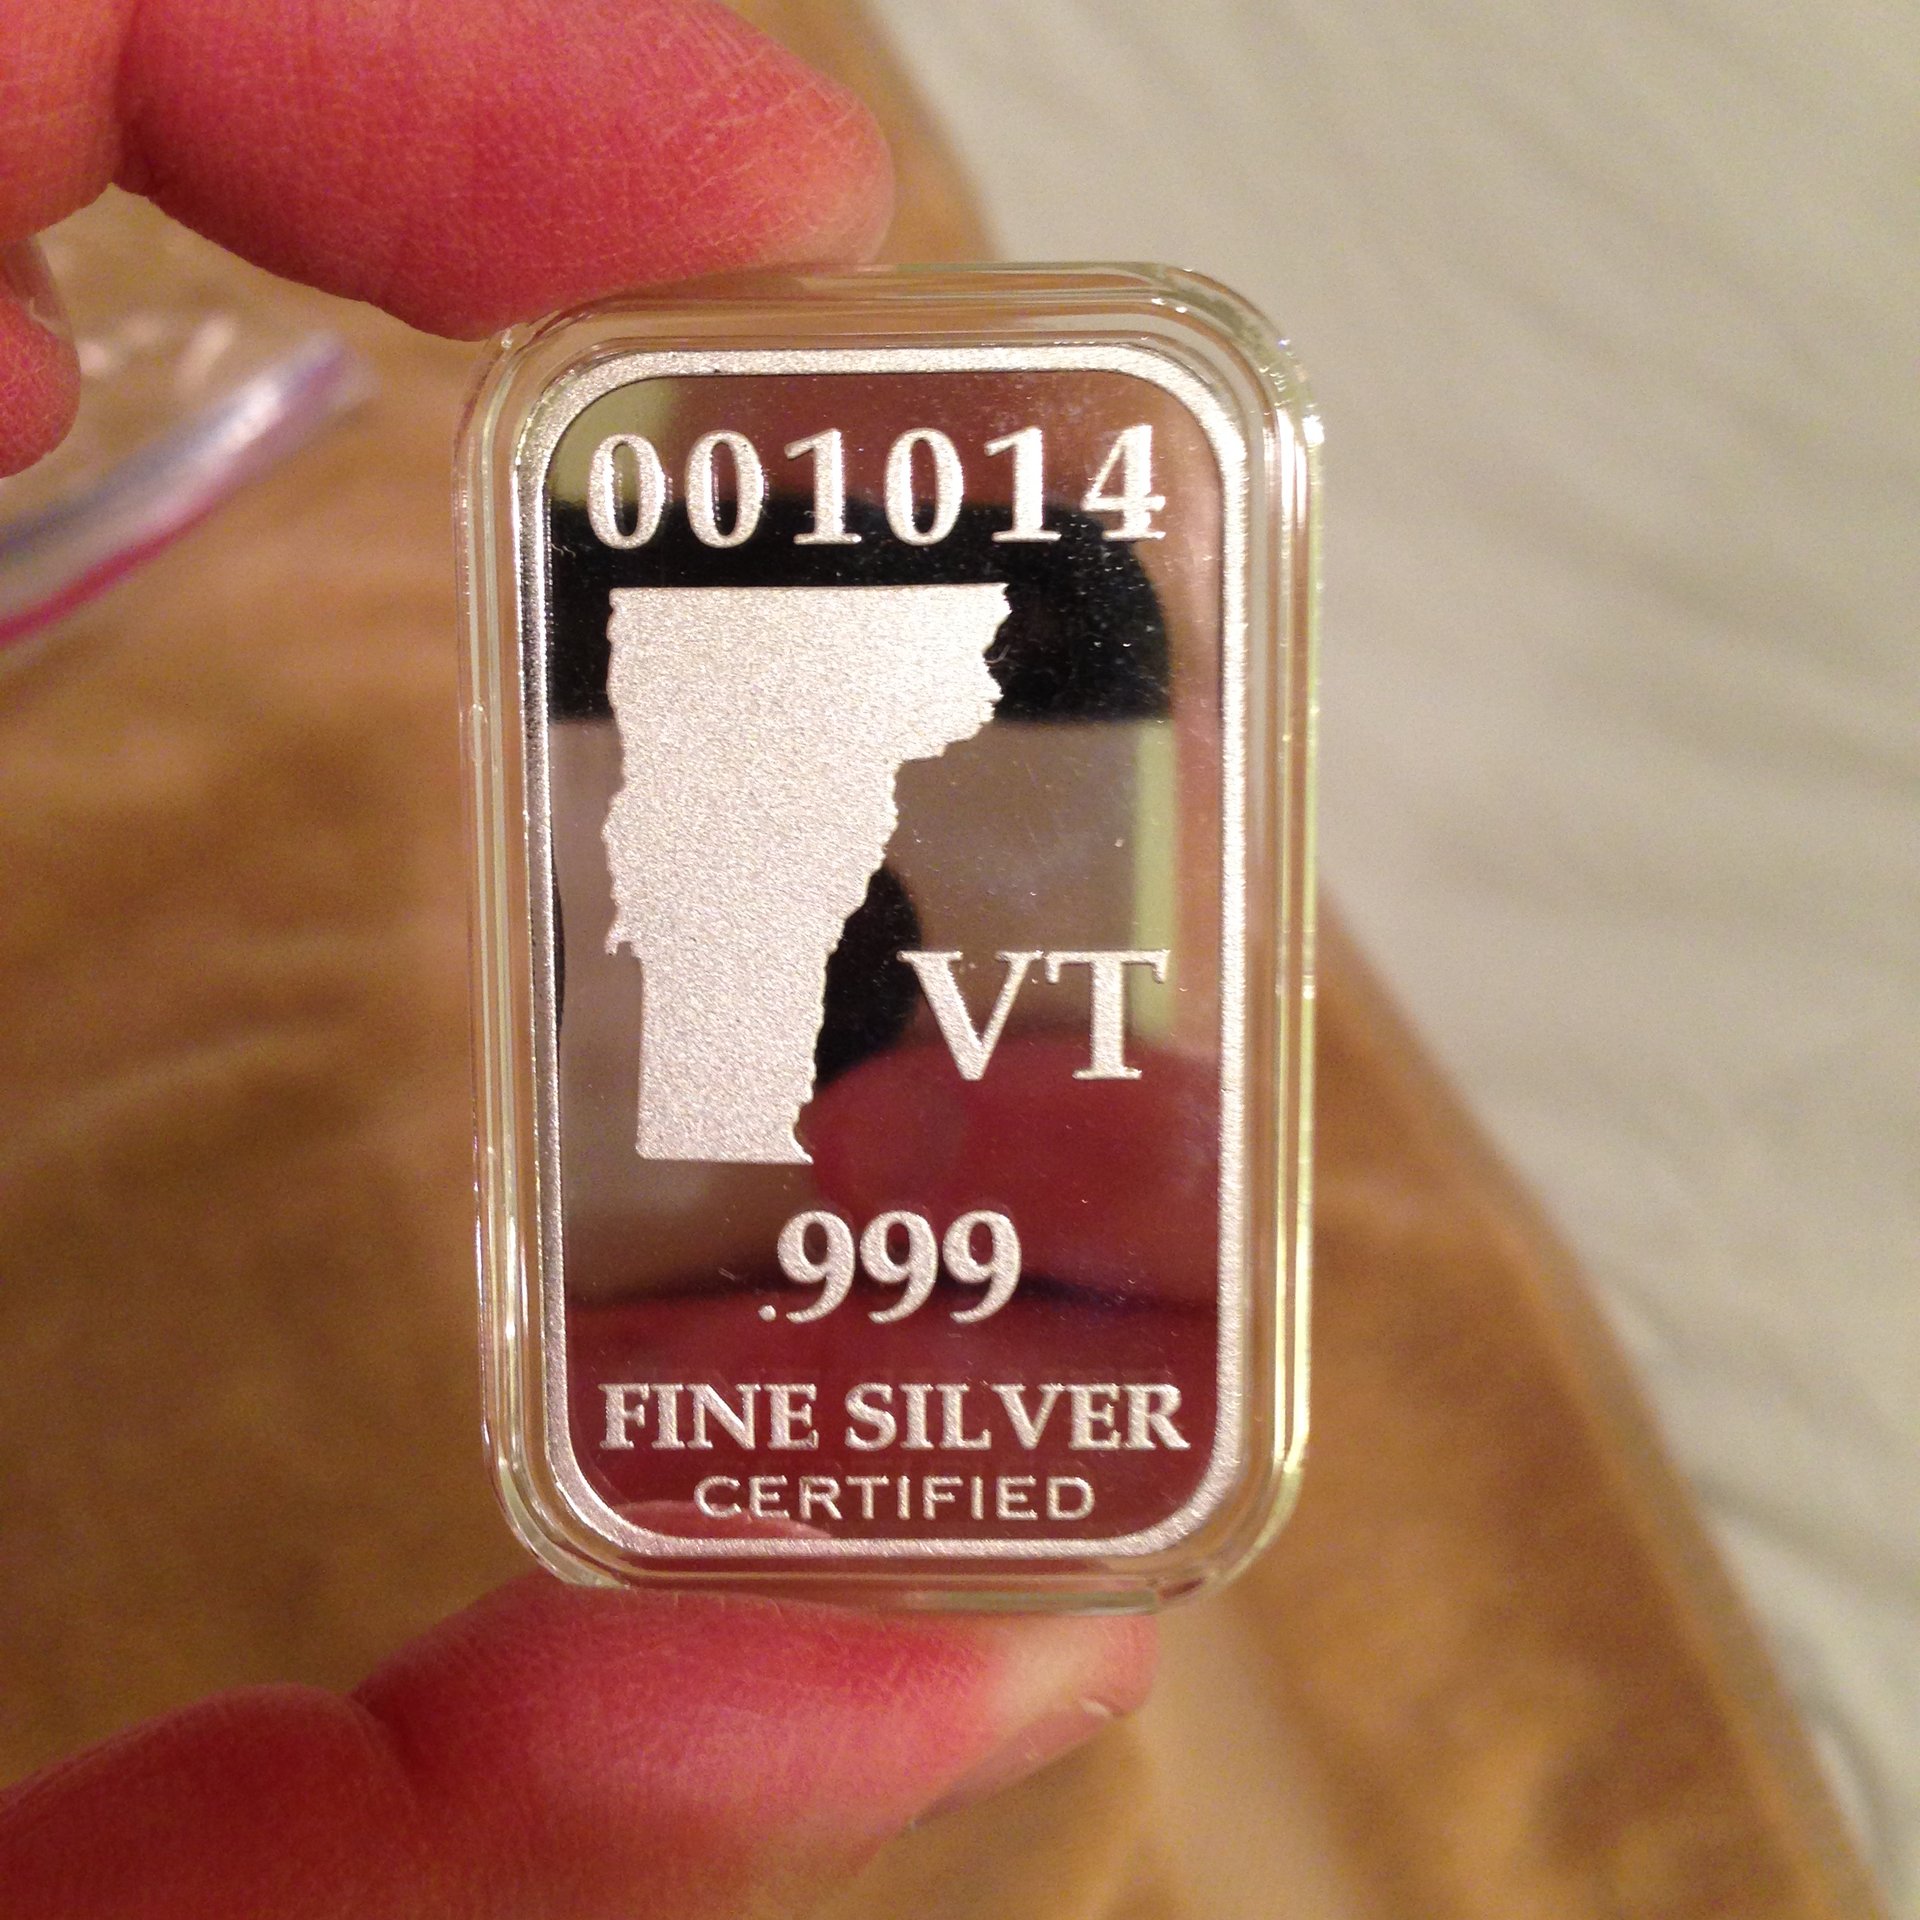 001014
VT
.999
FINE SILVER
CERTIFIED